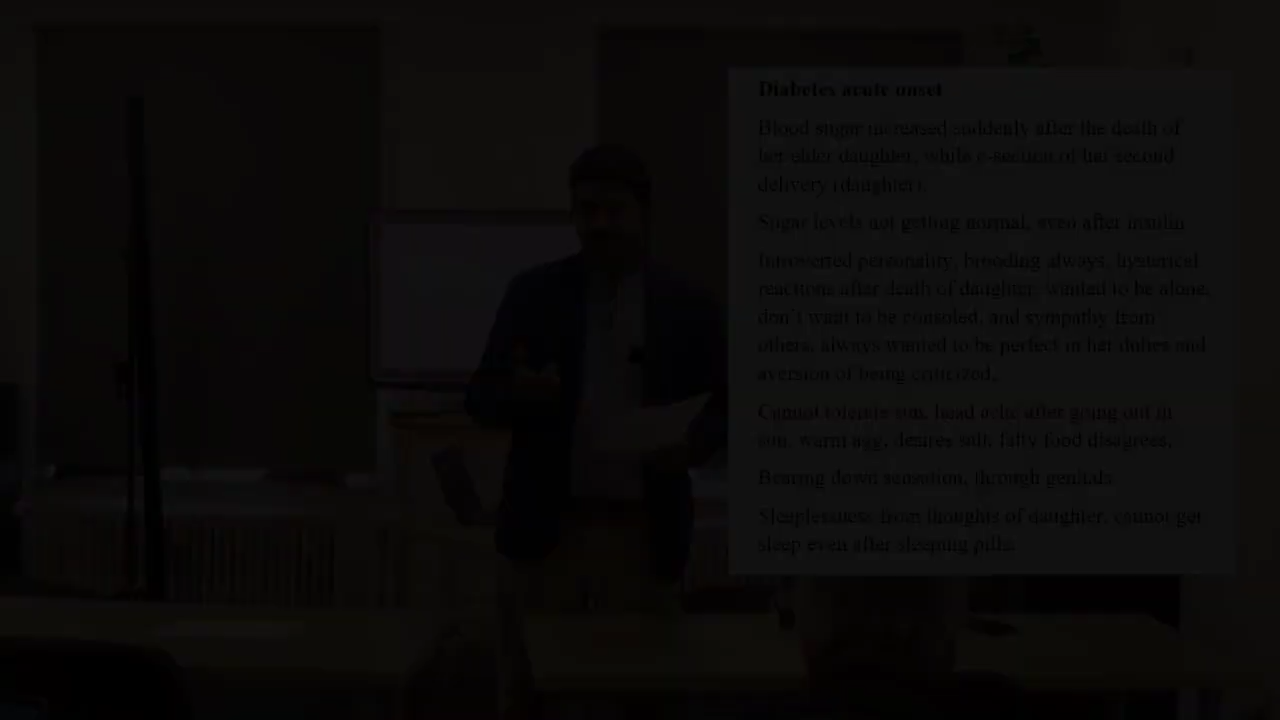 Diabetes acute onset
Blood sugar increased suddenly after the death of
her elder daughter, while c-section of her second
delivery (daughter).
Sugar levels not getting normal, even after insulin
Introverted personality, brooding always, hysterical
reactions after death of daughter, wanted to be alone,
don't want to be consoled, and sympathy from
others, always wanted to be perfect in her duties and
aversion of being criticized,
Cannot tolerate sun, head ache after going out in
sun, warm agg, desires salt, fatty food disagrees,
Bearing down sensation, through genitals.
Sleeplessness from thoughts of daughter, cannot get
sleep even after sleeping pills.